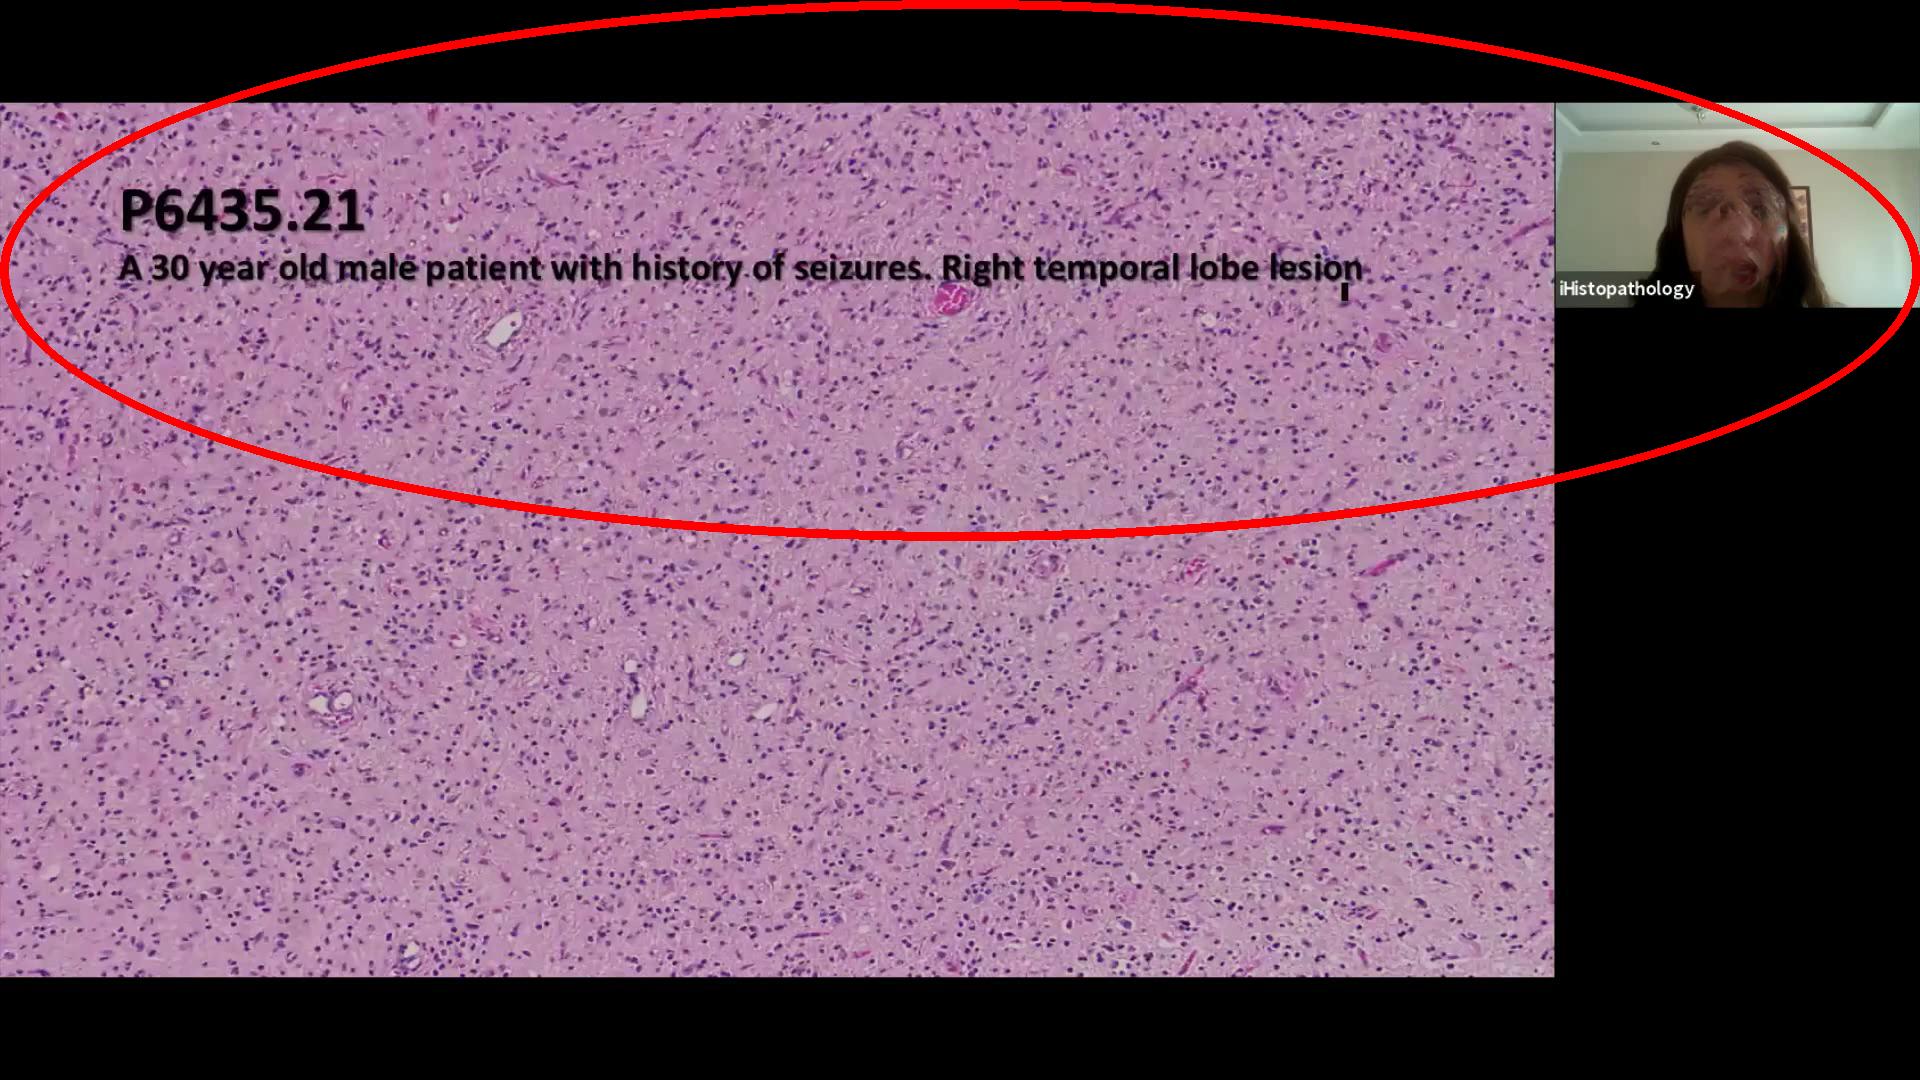 P6435.21
A 30 year old male patient with history of seizures. Right temporal lobe lesion
iHistopathology